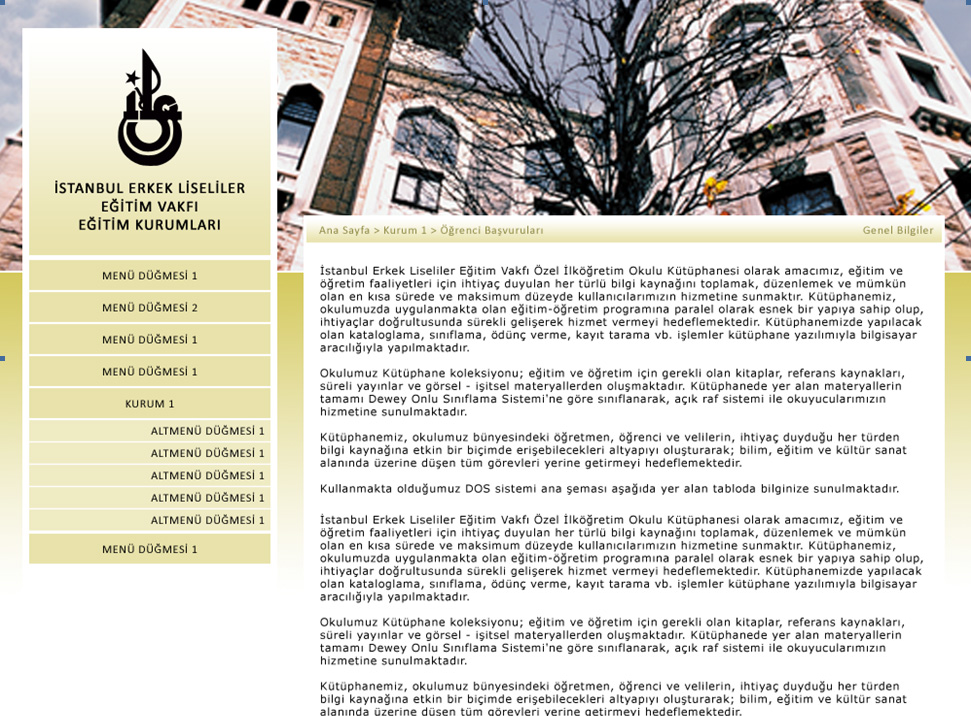 İSTANBUL ERKEK LİSELİLER
EĞİTİM VAKFI
EĞİTİM KURUMLARI
MENÜ DÜĞMESİ 1
MENÜ DÜĞMESİ 2
MENÜ DÜĞMESİ 1
MENÜ DÜĞMESİ 1
KURUM 1
ALTMENÜ DÜĞMESİ 1
ALTMENÜ DÜĞMESİ 1
ALTMENÜ DÜĞMESİ 1
ALTMENÜ DÜĞMESİ 1
ALTMENÜ DÜĞMESİ 1
MENÜ DÜĞMESİ 1
Ana Sayfa > Kurum 1 > Öğrenci Başvuruları
Genel Bilgiler
İstanbul Erkek Liseliler Eğitim Vakfı Özel İlköğretim Okulu Kütüphanesi olarak amacımız, eğitim ve
öğretim faaliyetleri için ihtiyaç duyulan her türlü bilgi kaynağını toplamak, düzenlemek ve mümkün
olan en kısa sürede ve maksimum düzeyde kullanıcılarımızın hizmetine sunmaktır. Kütüphanemiz,
okulumuzda uygulanmakta olan eğitim-öğretim programına paralel olarak esnek bir yapıya sahip olup,
ihtiyaçlar doğrultusunda sürekli gelişerek hizmet vermeyi hedeflemektedir. Kütüphanemizde yapılacak
olan kataloglama, sınıflama, ödünç verme, kayıt tarama vb. işlemler kütüphane yazılımıyla bilgisayar
aracılığıyla yapılmaktadır.
Okulumuz Kütüphane koleksiyonu; eğitim ve öğretim için gerekli olan kitaplar, referans kaynakları,
süreli yayınlar ve görsel - işitsel materyallerden oluşmaktadır. Kütüphanede yer alan materyallerin
tamamı Dewey Onlu Sınıflama Sistemi'ne göre sınıflanarak, açık raf sistemi ile okuyucularımızın
hizmetine sunulmaktadır.
Kütüphanemiz, okulumuz bünyesindeki öğretmen, öğrenci ve velilerin, ihtiyaç duyduğu her türden
bilgi kaynağına etkin bir biçimde erişebilecekleri altyapıyı oluşturarak; bilim, eğitim ve kültür sanat
alanında üzerine düşen tüm görevleri yerine getirmeyi hedeflemektedir.
Kullanmakta olduğumuz DOS sistemi ana şeması aşağıda yer alan tabloda bilginize sunulmaktadır.
İstanbul Erkek Liseliler Eğitim Vakfı Özel İlköğretim Okulu Kütüphanesi olarak amacımız, eğitim ve
öğretim faaliyetleri için ihtiyaç duyulan her türlü bilgi kaynağını toplamak, düzenlemek ve mümkün
olan en kısa sürede ve maksimum düzeyde kullanıcılarımızın hizmetine sunmaktır. Kütüphanemiz,
okulumuzda uygulanmakta olan eğitim-öğretim programına paralel olarak esnek bir yapıya sahip olup,
ihtiyaçlar doğrultusunda sürekli gelişerek hizmet vermeyi hedeflemektedir. Kütüphanemizde yapılacak
olan kataloglama, sınıflama, ödünç verme, kayıt tarama vb. işlemler kütüphane yazılımıyla bilgisayar
aracılığıyla yapılmaktadır.
Okulumuz Kütüphane koleksiyonu; eğitim ve öğretim için gerekli olan kitaplar, referans kaynakları,
süreli yayınlar ve görsel - işitsel materyallerden oluşmaktadır. Kütüphanede yer alan materyallerin
tamamı Dewey Onlu Sınıflama Sistemi'ne göre sınıflanarak, açık raf sistemi ile okuyucularımızın
hizmetine sunulmaktadır.
Kütüphanemiz, okulumuz bünyesindeki öğretmen, öğrenci ve velilerin, ihtiyaç duyduğu her türden
bilgi kaynağına etkin bir biçimde erişebilecekleri altyapıyı oluşturarak; bilim, eğitim ve kültür sanat
alanında üzerine düşen tüm görevleri yerine getirmeyi hedeflemektedir.